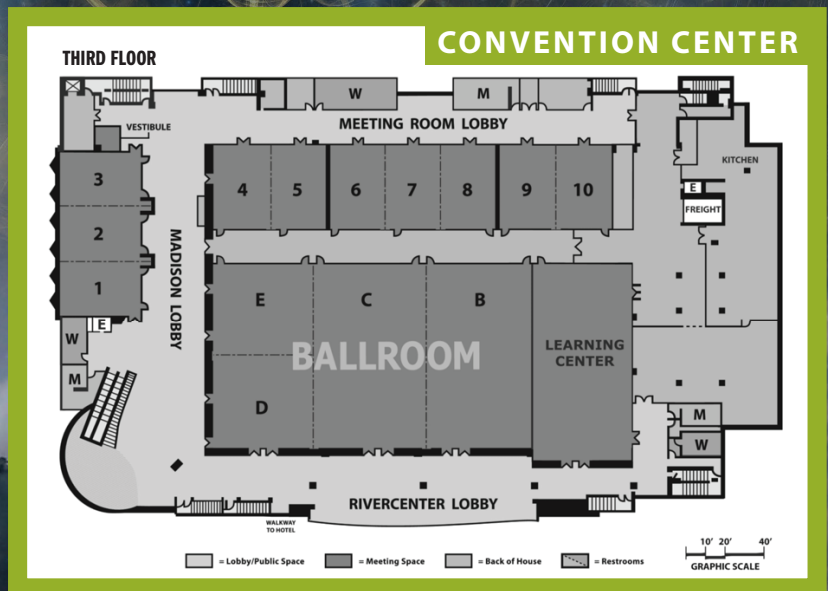 CONVENTION CENTER
THIRD FLOOR
W
M
MEETING ROOM LOBBY
VESTIBULE
KITCHEN
3
4
5
6
7
8
9
10
E
FREIGHT
2
1
MADISON LOBBY
E
W
M
E
C
B
BALLROOM
LEARNING
CENTER
D
M
W
RIVERCENTER LOBBY
WALKWAY
TO HOTEL
= Lobby/Public Space
= Meeting Space
= Back of House
= Restrooms
10' 20' 40'
GRAPHIC SCALE